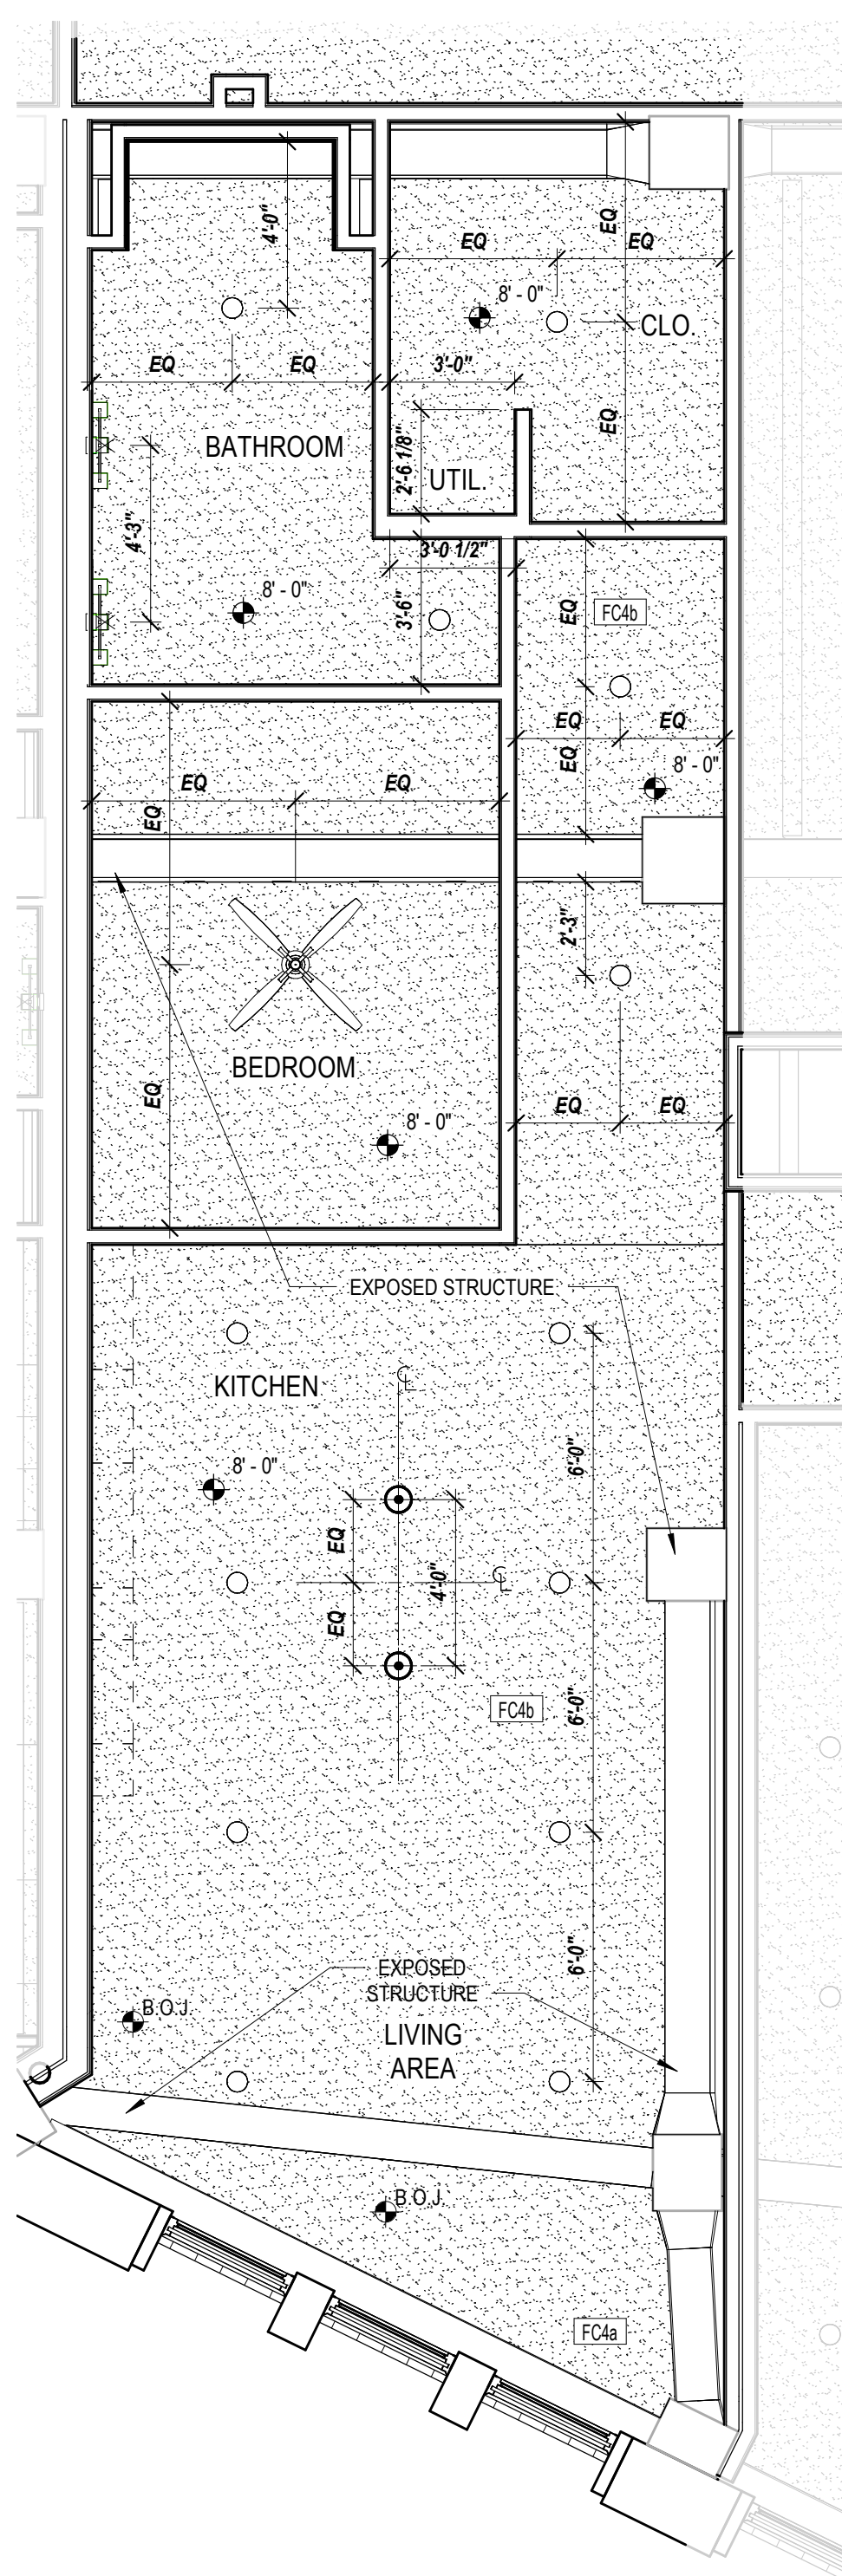 4'-0"
EQ
EQ
EQ
8' - 0"
CLO.
EQ
EQ
3'-0"
EQ
BATHROOM
2'-6 1/8"
UTIL.
4'-3"
3'-0 1/2"
8' - 0"
3'-6"
EQ
FC4b
EQ
EQ
EQ
8' - 0"
EQ
EQ
EQ
2'-3"
BEDROOM
EQ
EQ
EQ
8' - 0"
EXPOSED STRUCTURE
KITCHEN
CL
8' - 0"
6'-0"
EQ
4'-0"
CL
EQ
FC4b
6'-0"
6'-0"
EXPOSED
STRUCTURE
B.O.J.
LIVING
AREA
B.O.J.
FC4a